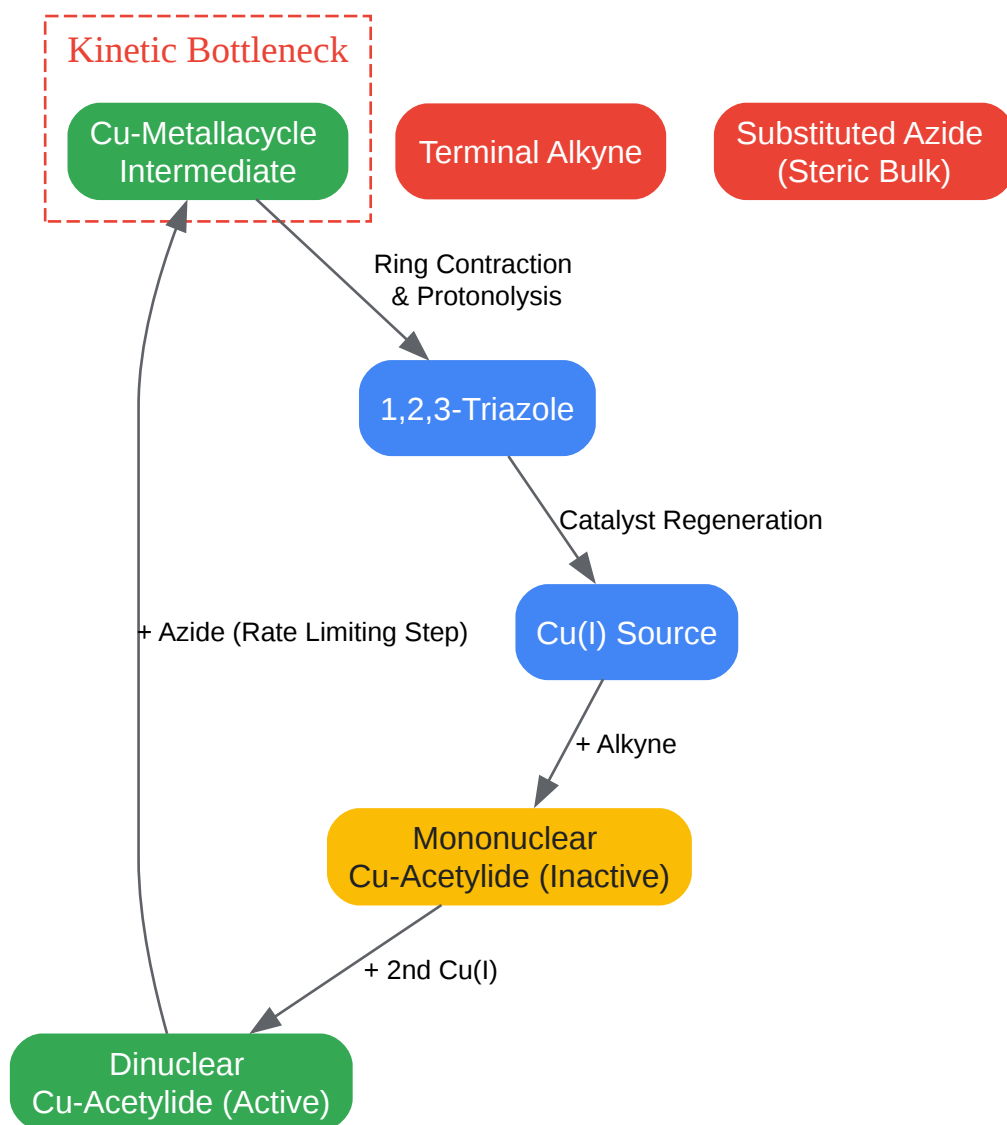 Kinetic Bottleneck
Cu-Metallacycle
Intermediate
Terminal Alkyne
Substituted Azide
(Steric Bulk)
Ring Contraction
& Protonolysis
1,2,3-Triazole
Catalyst Regeneration
+ Azide (Rate Limiting Step)
Cu(I) Source
+ Alkyne
Mononuclear
Cu-Acetylide (Inactive)
+ 2nd Cu(I)
Dinuclear
Cu-Acetylide (Active)